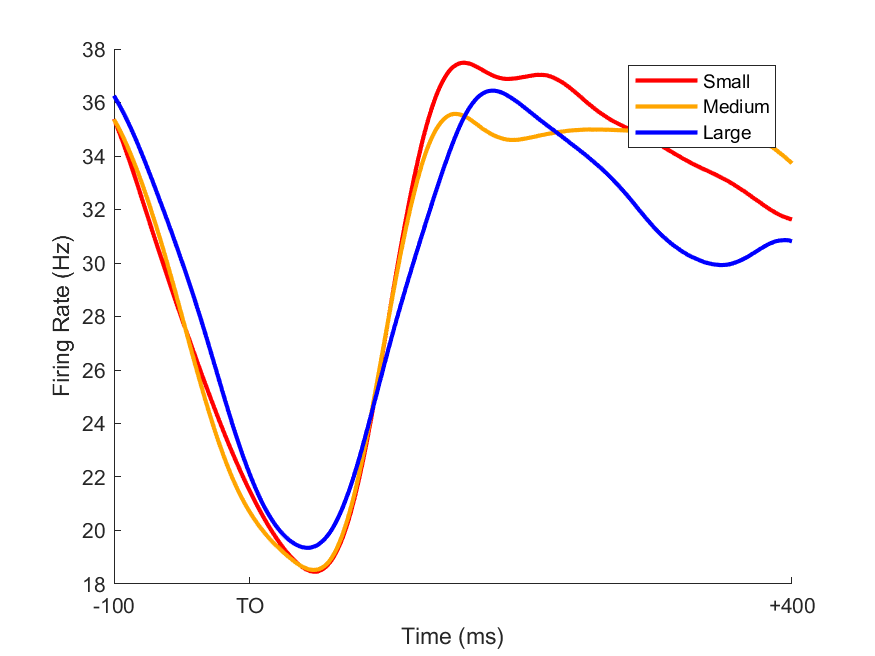 38
36
34
32
30
28
26
24
22
20
18
Firing Rate (Hz)
Small
Medium
Large
-100
TO
+400
Time (ms)